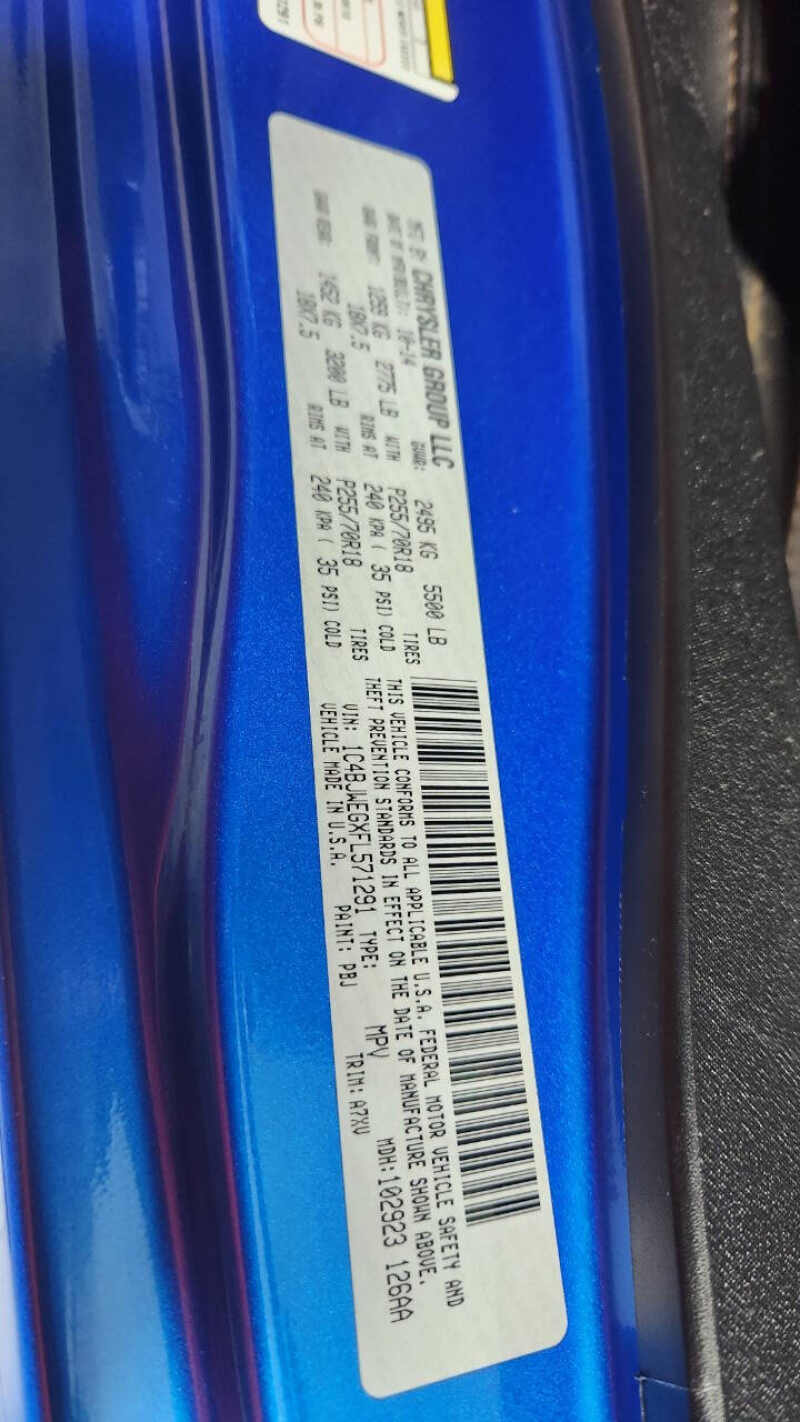 MFD BY CHRYSLER GROUP LLC
DATE OF MANUFACTURE: 10-14 GVWR: 2495 KG 5500 LB
GAWR FRONT: 1259 KG 2775 LB WITH P255/70R18 TIRES
18X7.5 RIMS AT 240 KPA ( 35 PSI) COLD
GAWR REAR: 1452 KG 3200 LB WITH P255/70R18 TIRES
18X7.5 RIMS AT 240 KPA ( 35 PSI) COLD
THIS VEHICLE CONFORMS TO ALL APPLICABLE U.S.A. FEDERAL MOTOR VEHICLE SAFETY AND
THEFT PREVENTION STANDARDS IN EFFECT ON THE DATE OF MANUFACTURE SHOWN ABOVE.
VIN: 1C4BJWEGXFL571291 TYPE: MPV MDH:102923 126AA
VEHICLE MADE IN U.S.A. PAINT: PBJ TRIM: A7XV